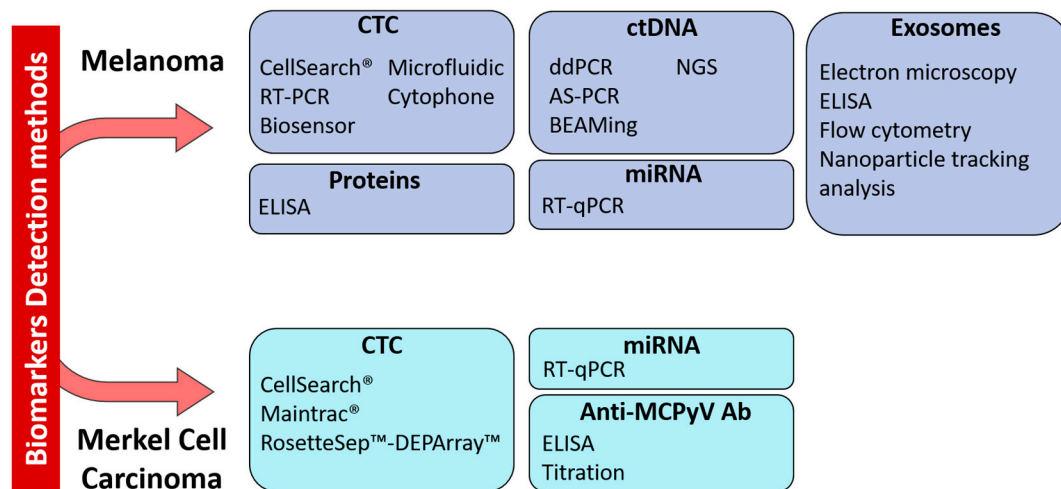 Biomarkers Detection methods
Melanoma
CTC
CellSearch® Microfluidic
RT-PCR Cytophone
Biosensor
ctDNA
ddPCR NGS
AS-PCR
BEAMing
Exosomes
Electron microscopy
ELISA
Flow cytometry
Nanoparticle tracking
analysis
Proteins
ELISA
miRNA
RT-qPCR
Merkel Cell
Carcinoma
CTC
CellSearch®
Maintrac®
RosetteSep™-DEPArray™
miRNA
RT-qPCR
Anti-MCPyV Ab
ELISA
Titration